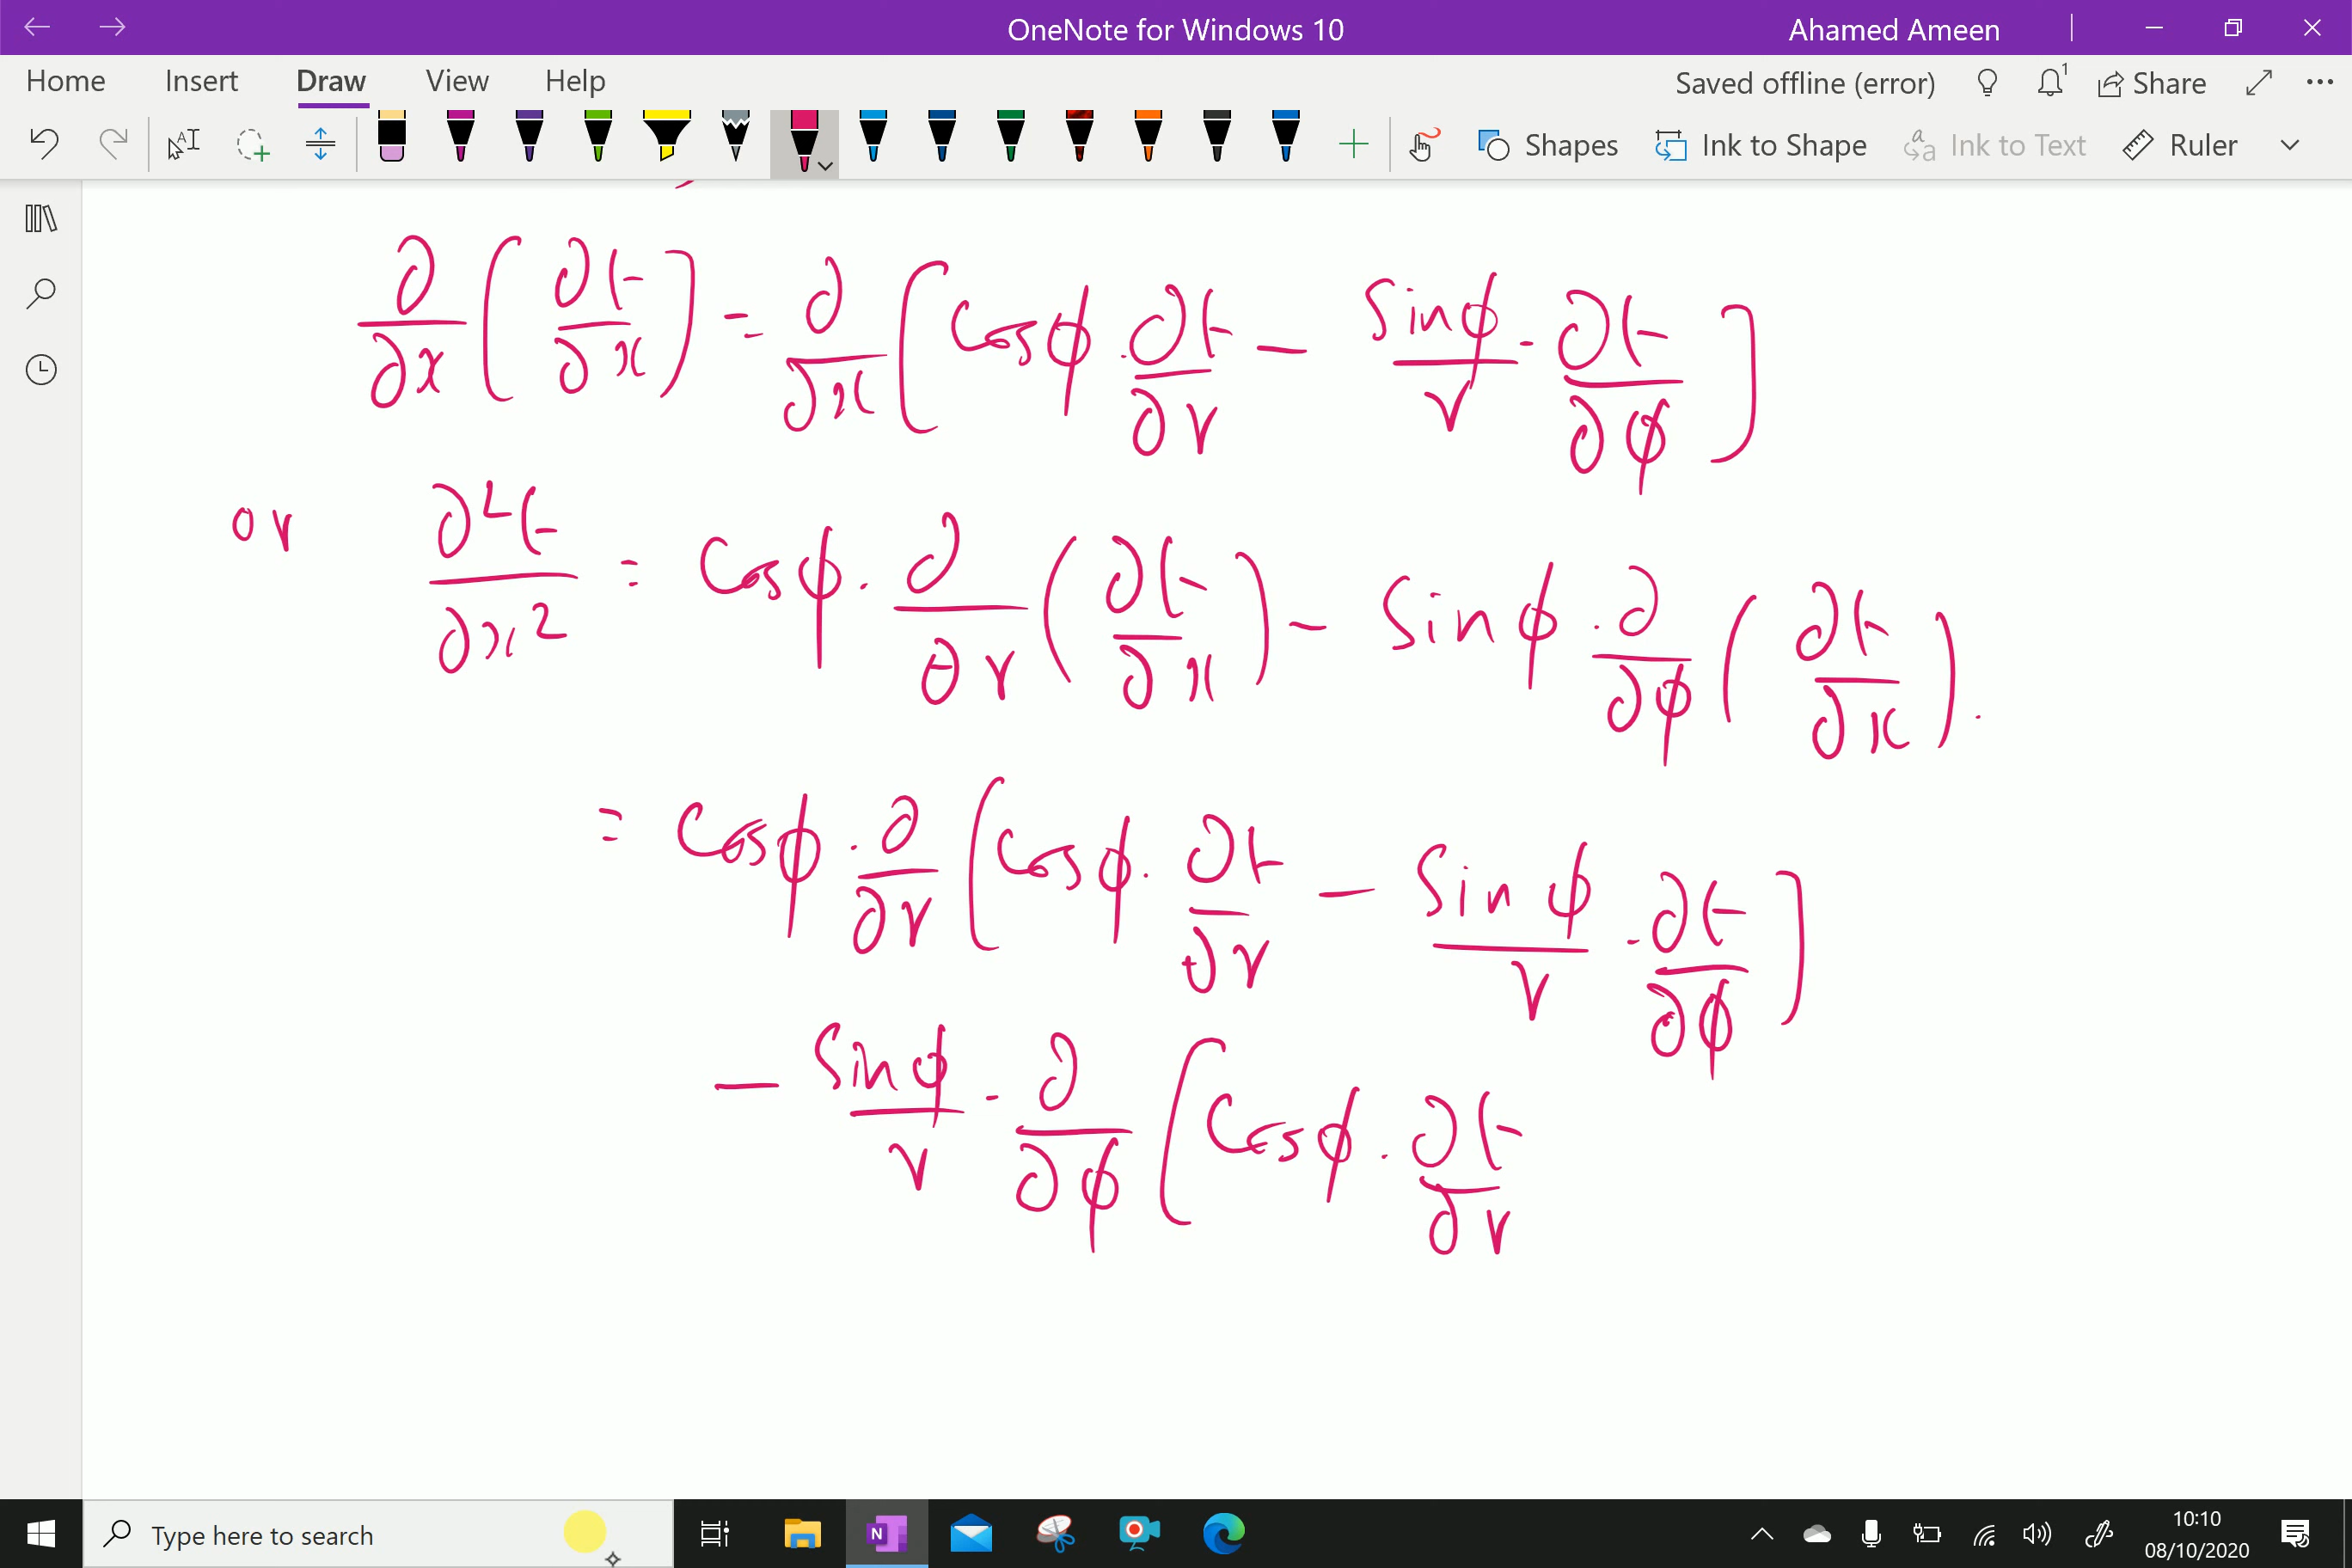 OneNote for Windows 10
Ahamed Ameen
Home Insert Draw View Help
Saved offline (error) 1 Share
Shapes Ink to Shape Ink to Text Ruler
∂/∂x (∂t/∂x) = ∂/∂x [Cosφ · ∂t/∂r − Sinφ/r · ∂t/∂φ]
or ∂²t/∂x² = Cosφ · ∂/∂r (∂t/∂x) − Sinφ · ∂/∂φ (∂t/∂x).
= Cosφ · ∂/∂r [Cosφ · ∂t/∂r − Sinφ/r · ∂t/∂φ]
− Sinφ/r · ∂/∂φ [Cosφ · ∂t/∂r
Type here to search
10:10
08/10/2020